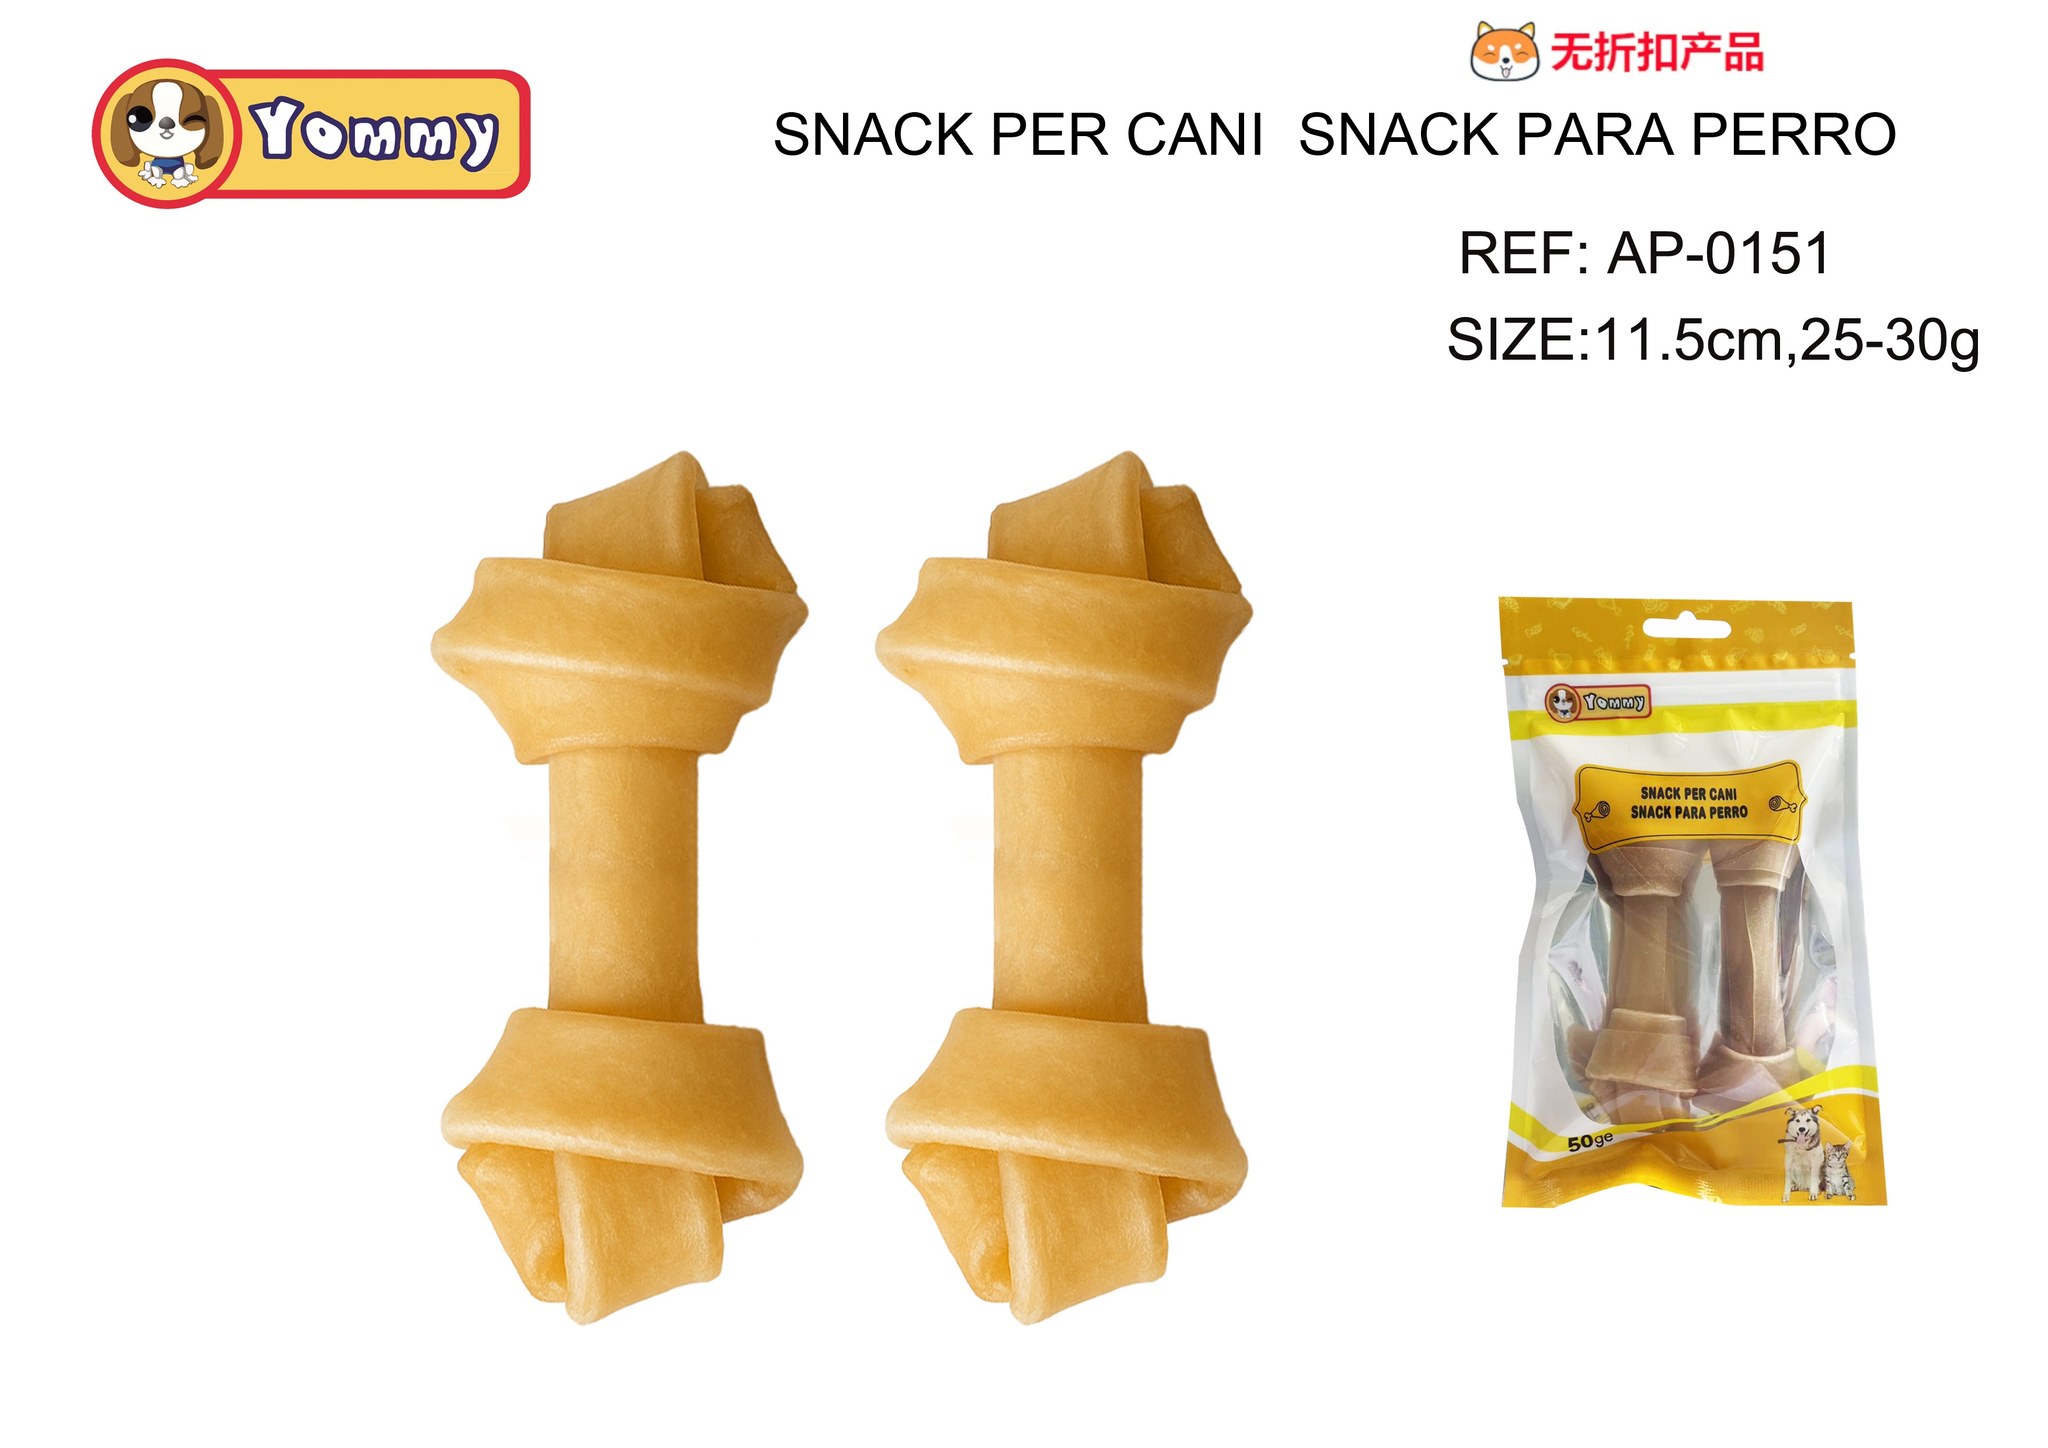 无折扣产品
Yommy
SNACK PER CANI SNACK PARA PERRO
REF: AP-0151
SIZE:11.5cm,25-30g
Yommy
SNACK PER CANI
SNACK PARA PERRO
50ge